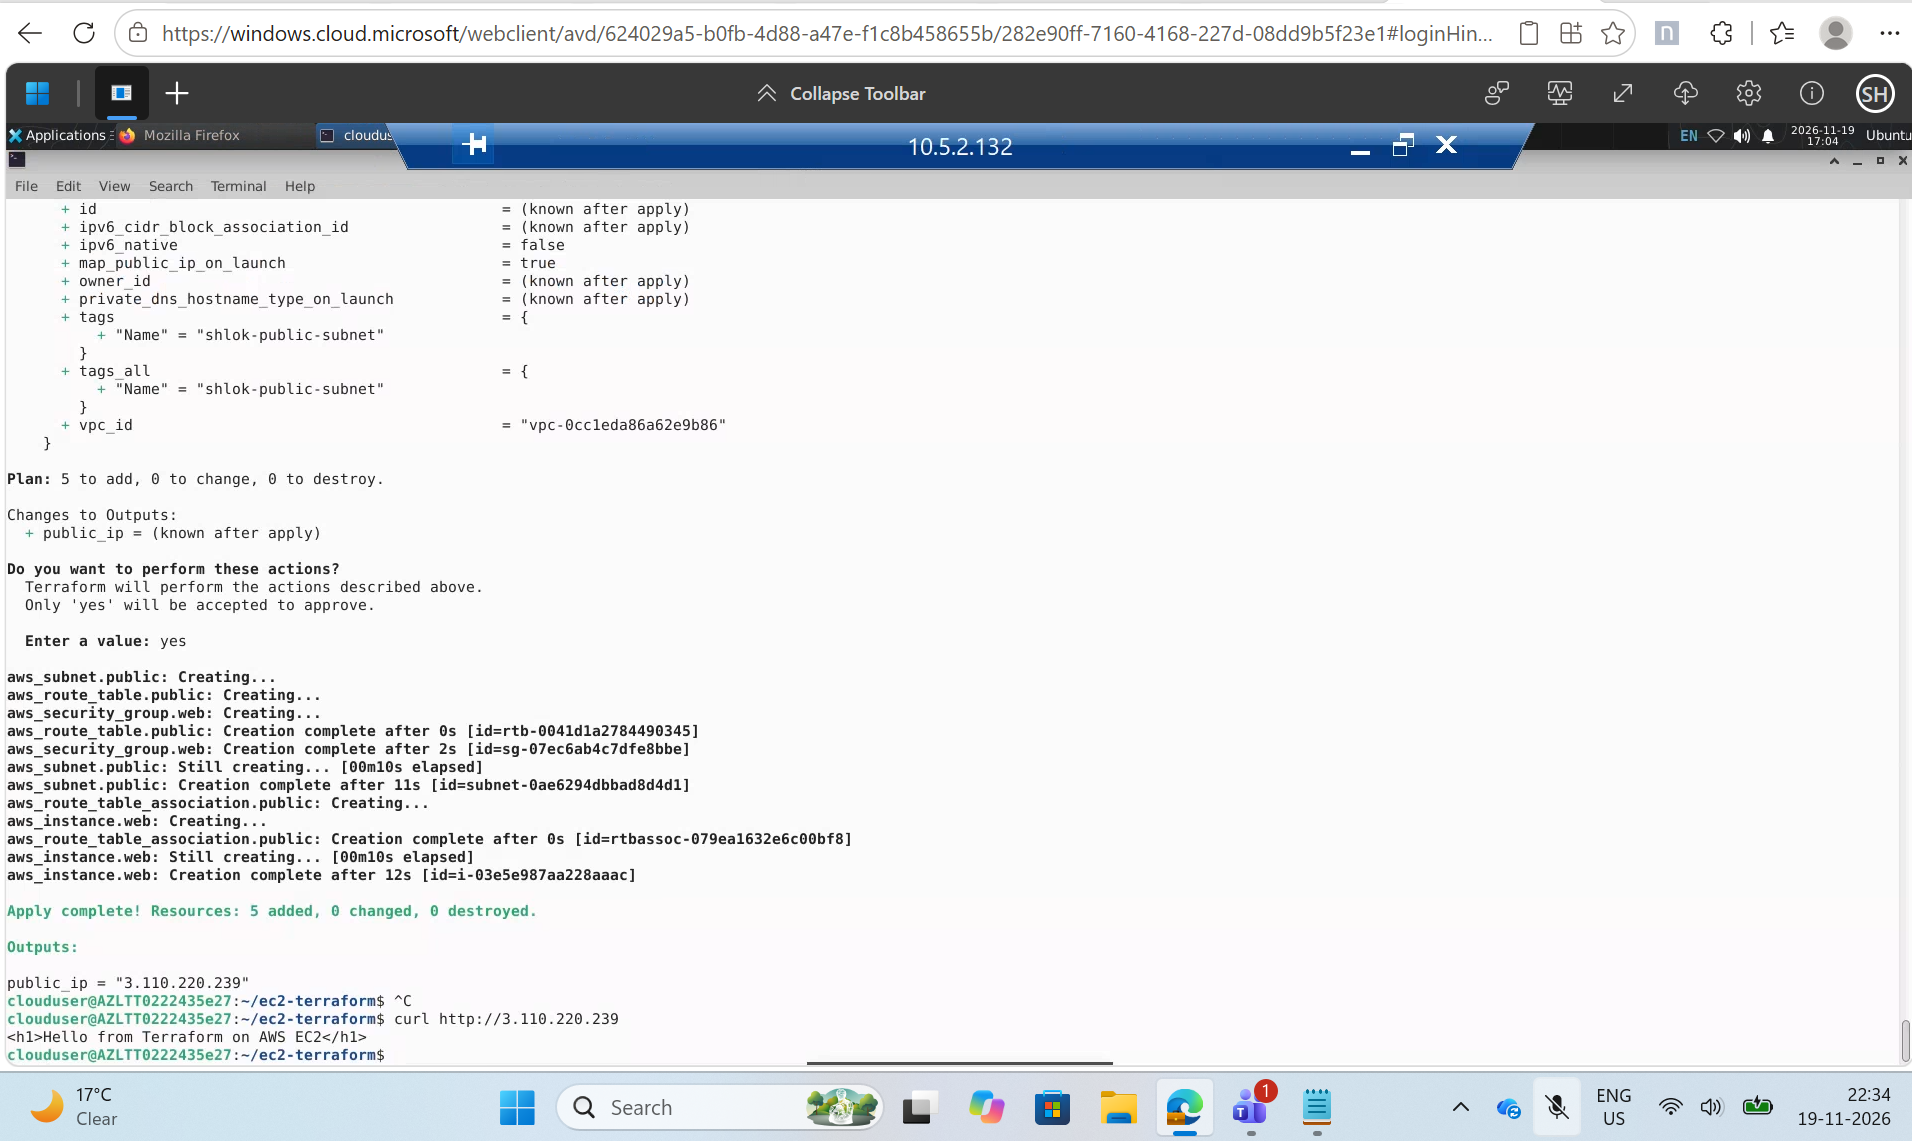 https://windows.cloud.microsoft/webclient/avd/624029a5-b0fb-4d88-a47e-f1c8b458655b/282e90ff-7160-4168-227d-08dd9b5f23e1#loginHin...
Collapse Toolbar
SH
Applications Mozilla Firefox cloudus 10.5.2.132 EN 2026-11-19 17:04 Ubuntu
File Edit View Search Terminal Help
+ id = (known after apply)
+ ipv6_cidr_block_association_id = (known after apply)
+ ipv6_native = false
+ map_public_ip_on_launch = true
+ owner_id = (known after apply)
+ private_dns_hostname_type_on_launch = (known after apply)
+ tags = {
+ "Name" = "shlok-public-subnet"
}
+ tags_all = {
+ "Name" = "shlok-public-subnet"
}
+ vpc_id = "vpc-0cc1eda86a62e9b86"
}
Plan: 5 to add, 0 to change, 0 to destroy.
Changes to Outputs:
+ public_ip = (known after apply)
Do you want to perform these actions?
Terraform will perform the actions described above.
Only 'yes' will be accepted to approve.
Enter a value: yes
aws_subnet.public: Creating...
aws_route_table.public: Creating...
aws_security_group.web: Creating...
aws_route_table.public: Creation complete after 0s [id=rtb-0041d1a2784490345]
aws_security_group.web: Creation complete after 2s [id=sg-07ec6ab4c7dfe8bbe]
aws_subnet.public: Still creating... [00m10s elapsed]
aws_subnet.public: Creation complete after 11s [id=subnet-0ae6294dbbad8d4d1]
aws_route_table_association.public: Creating...
aws_instance.web: Creating...
aws_route_table_association.public: Creation complete after 0s [id=rtbassoc-079ea1632e6c00bf8]
aws_instance.web: Still creating... [00m10s elapsed]
aws_instance.web: Creation complete after 12s [id=i-03e5e987aa228aaac]
Apply complete! Resources: 5 added, 0 changed, 0 destroyed.
Outputs:
public_ip = "3.110.220.239"
clouduser@AZLTT0222435e27:~/ec2-terraform$ ^C
clouduser@AZLTT0222435e27:~/ec2-terraform$ curl http://3.110.220.239
<h1>Hello from Terraform on AWS EC2</h1>
clouduser@AZLTT0222435e27:~/ec2-terraform$
17°C
Clear
Search
1
ENG
US
22:34
19-11-2026